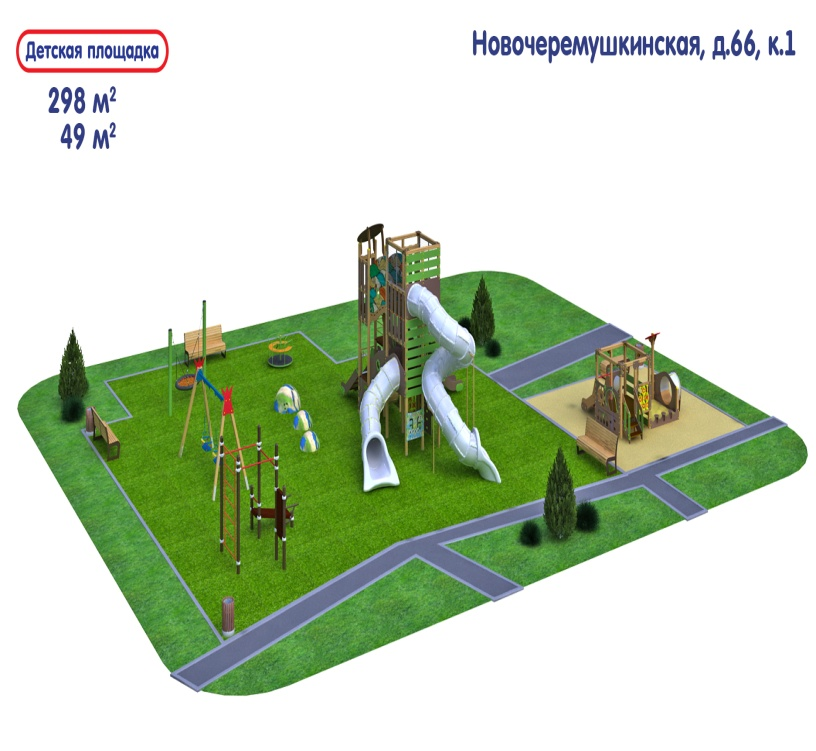 Детская площадка
Новочеремушкинская, д.66, к.1
298 м²
49 м²